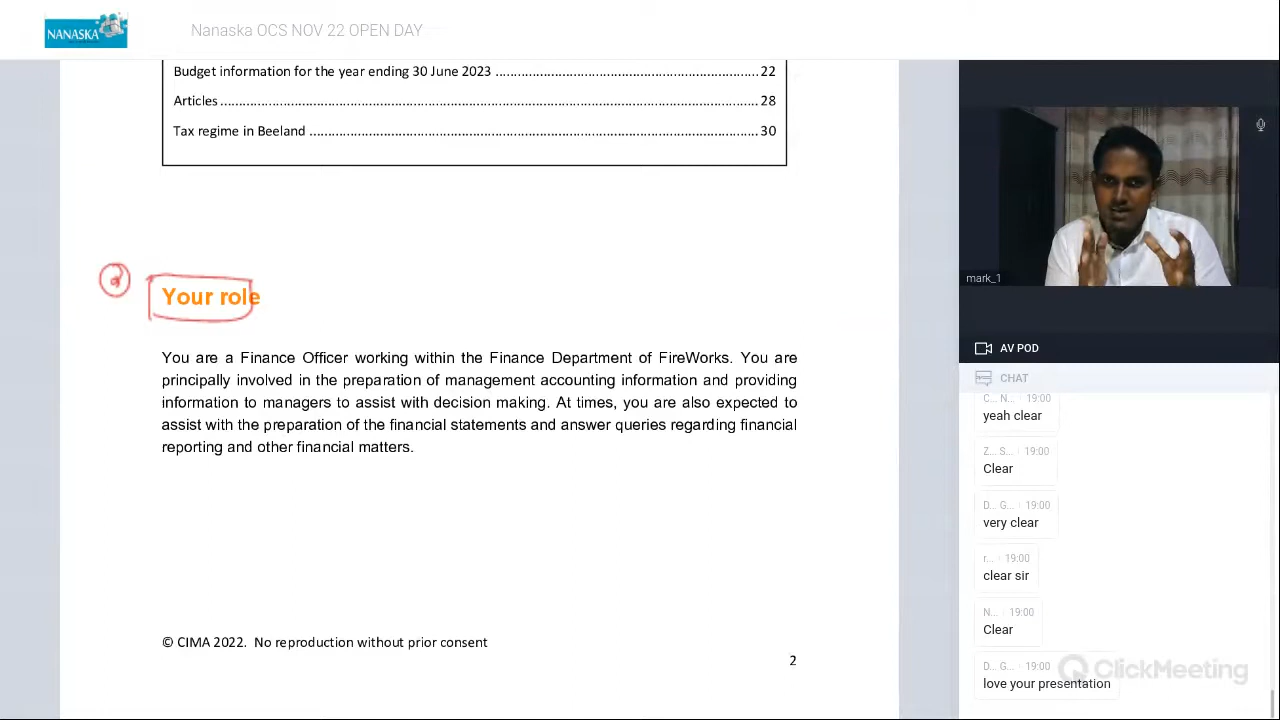 NANASKA
Nanaska OCS NOV 22 OPEN DAY
Budget information for the year ending 30 June 2023 ................................................................22
Articles ................................................................28
Tax regime in Beeland ................................................................30
Your role
You are a Finance Officer working within the Finance Department of FireWorks. You are
principally involved in the preparation of management accounting information and providing
information to managers to assist with decision making. At times, you are also expected to
assist with the preparation of the financial statements and answer queries regarding financial
reporting and other financial matters.
© CIMA 2022. No reproduction without prior consent
2
mark_1
AV POD
CHAT
C... N... 19:00
yeah clear
Z... S... 19:00
Clear
D... G... 19:00
very clear
r... 19:00
clear sir
N... 19:00
Clear
D... G... 19:00
love your presentation
ClickMeeting